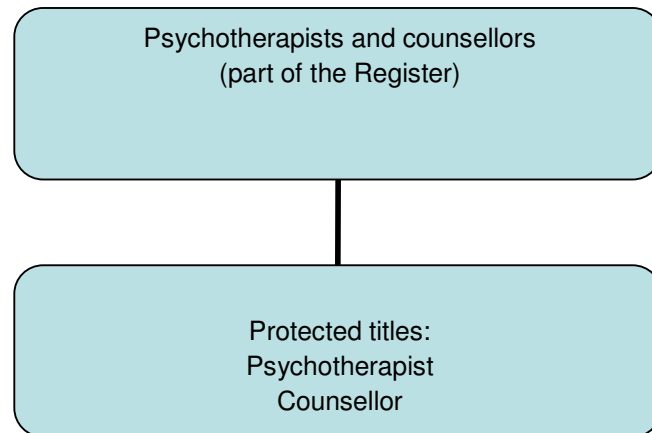 Psychotherapists and counsellors
(part of the Register)
Protected titles:
Psychotherapist
Counsellor